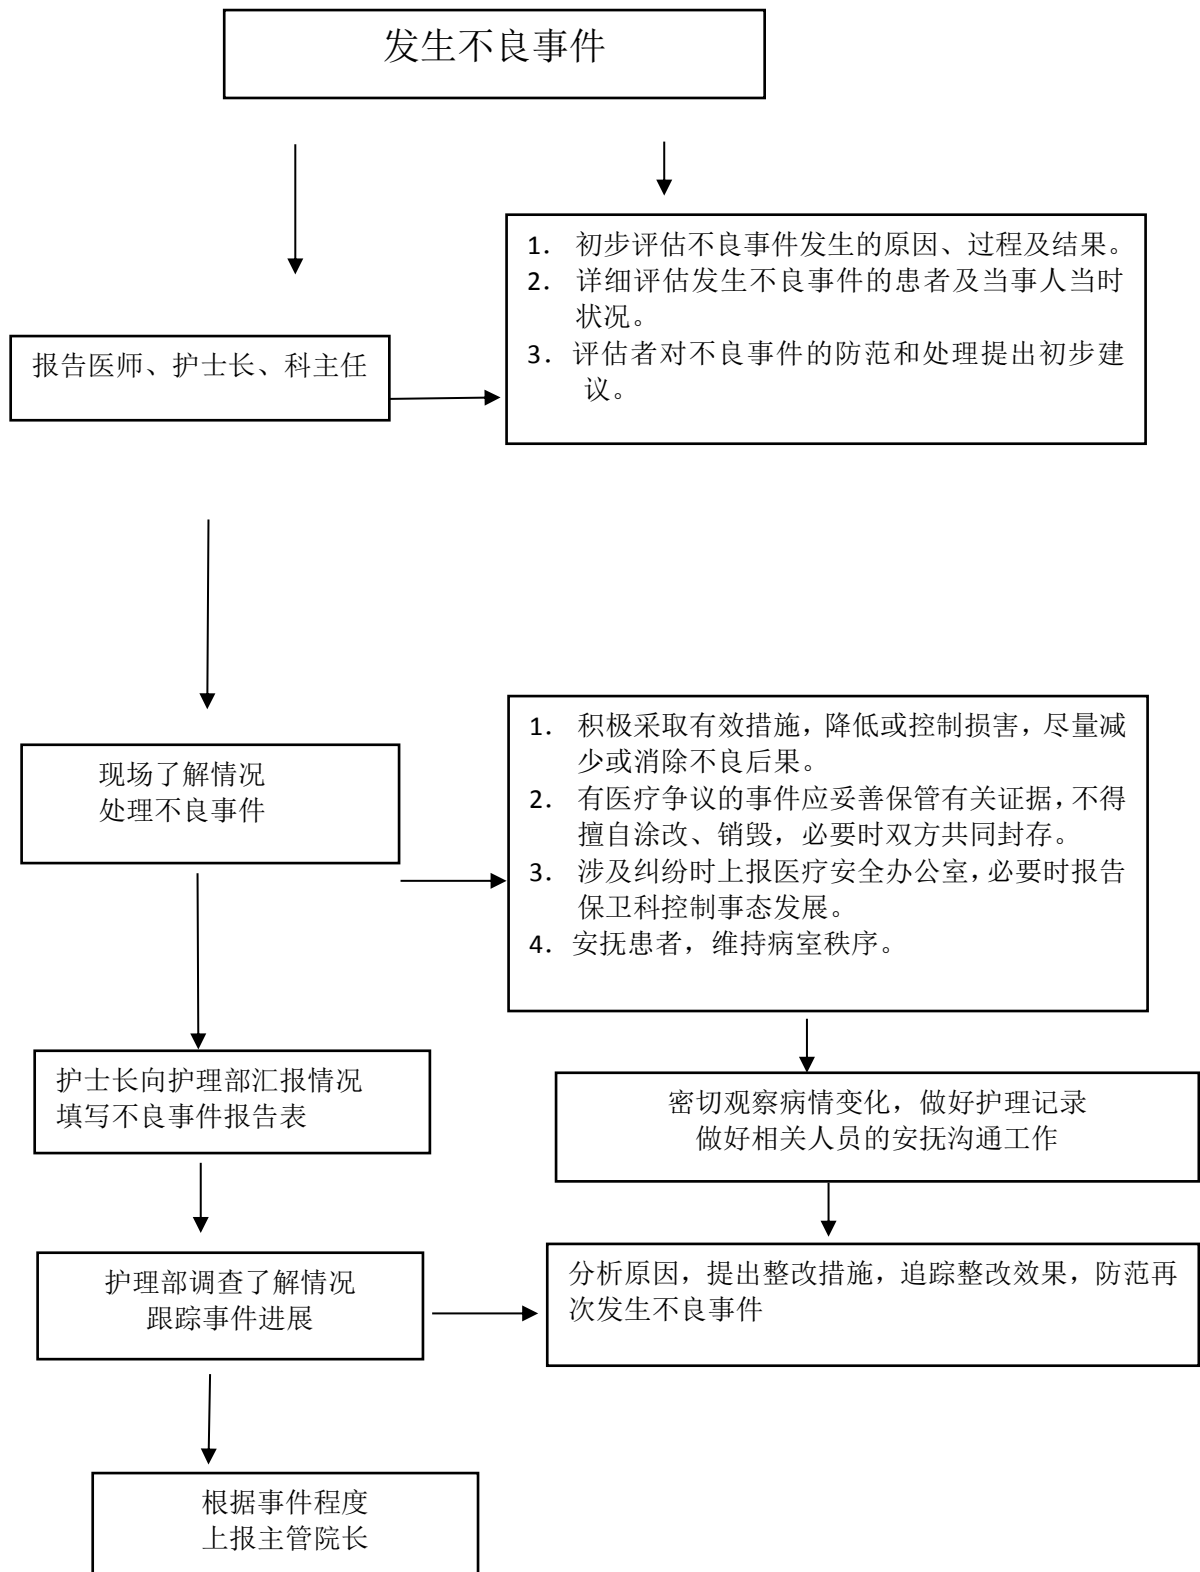 发生不良事件
1. 初步评估不良事件发生的原因、过程及结果。
2. 详细评估发生不良事件的患者及当事人当时
状况。
3. 评估者对不良事件的防范和处理提出初步建
议。
报告医师、护士长、科主任
现场了解情况
处理不良事件
1. 积极采取有效措施，降低或控制损害，尽量减
少或消除不良后果。
2. 有医疗争议的事件应妥善保管有关证据，不得
擅自涂改、销毁，必要时双方共同封存。
3. 涉及纠纷时上报医疗安全办公室，必要时报告
保卫科控制事态发展。
4. 安抚患者，维持病室秩序。
护士长向护理部汇报情况
填写不良事件报告表
密切观察病情变化，做好护理记录
做好相关人员的安抚沟通工作
护理部调查了解情况
跟踪事件进展
分析原因，提出整改措施，追踪整改效果，防范再
次发生不良事件
根据事件程度
上报主管院长